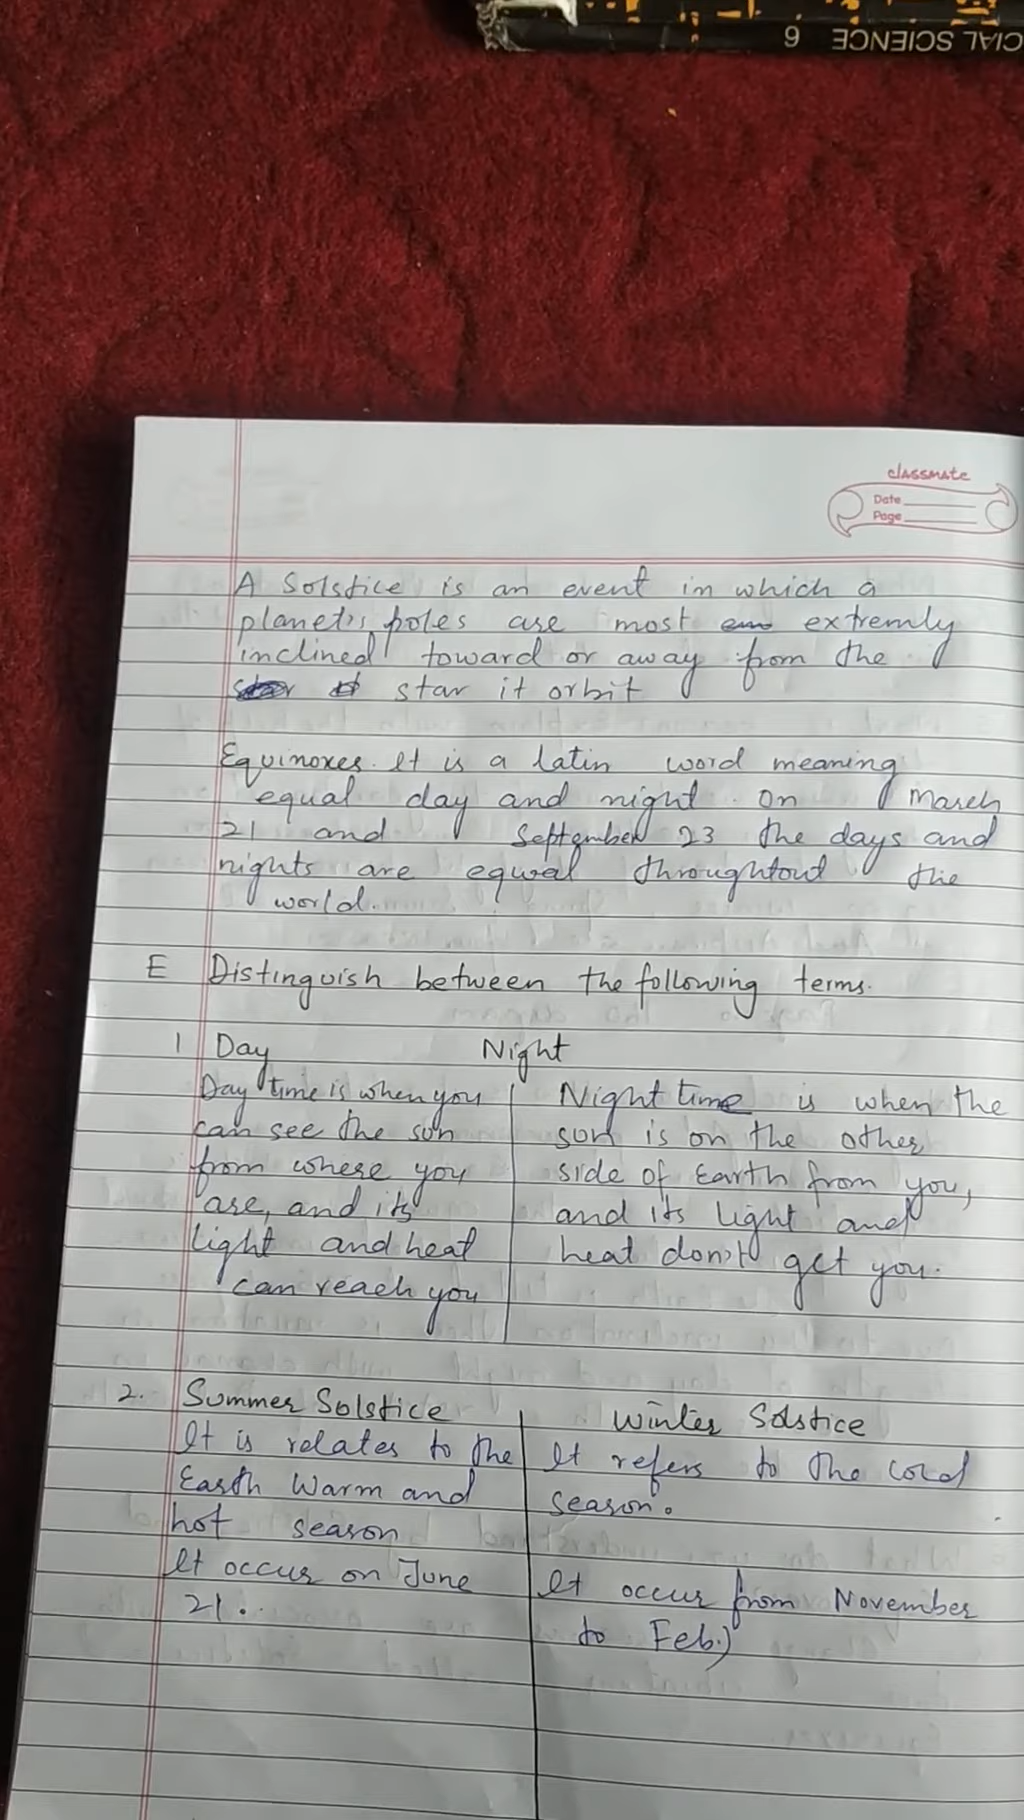 CIAL SCIENCE 6
classmate
Date
Page
A Solstice is an event in which a
planet's poles are most extremly
inclined toward or away from the
star it orbit
Equinoxes. It is a latin word meaning
equal day and night. On March
21 and September 23 the days and
nights are equal throughtout the
world.
E Distinguish between the following terms.
1 Day Night
Day time is when you
can see the sun
from where you
are, and its
light and heat
can reach you
Night time is when the
sun is on the other
side of Earth from you,
and its light and
heat don't get you.
2. Summer Solstice
It is relates to the
Earth Warm and
hot season
It occur on June
21..
Winter Solstice
It refers to the cold
season.
It occur from November
to Feb.)